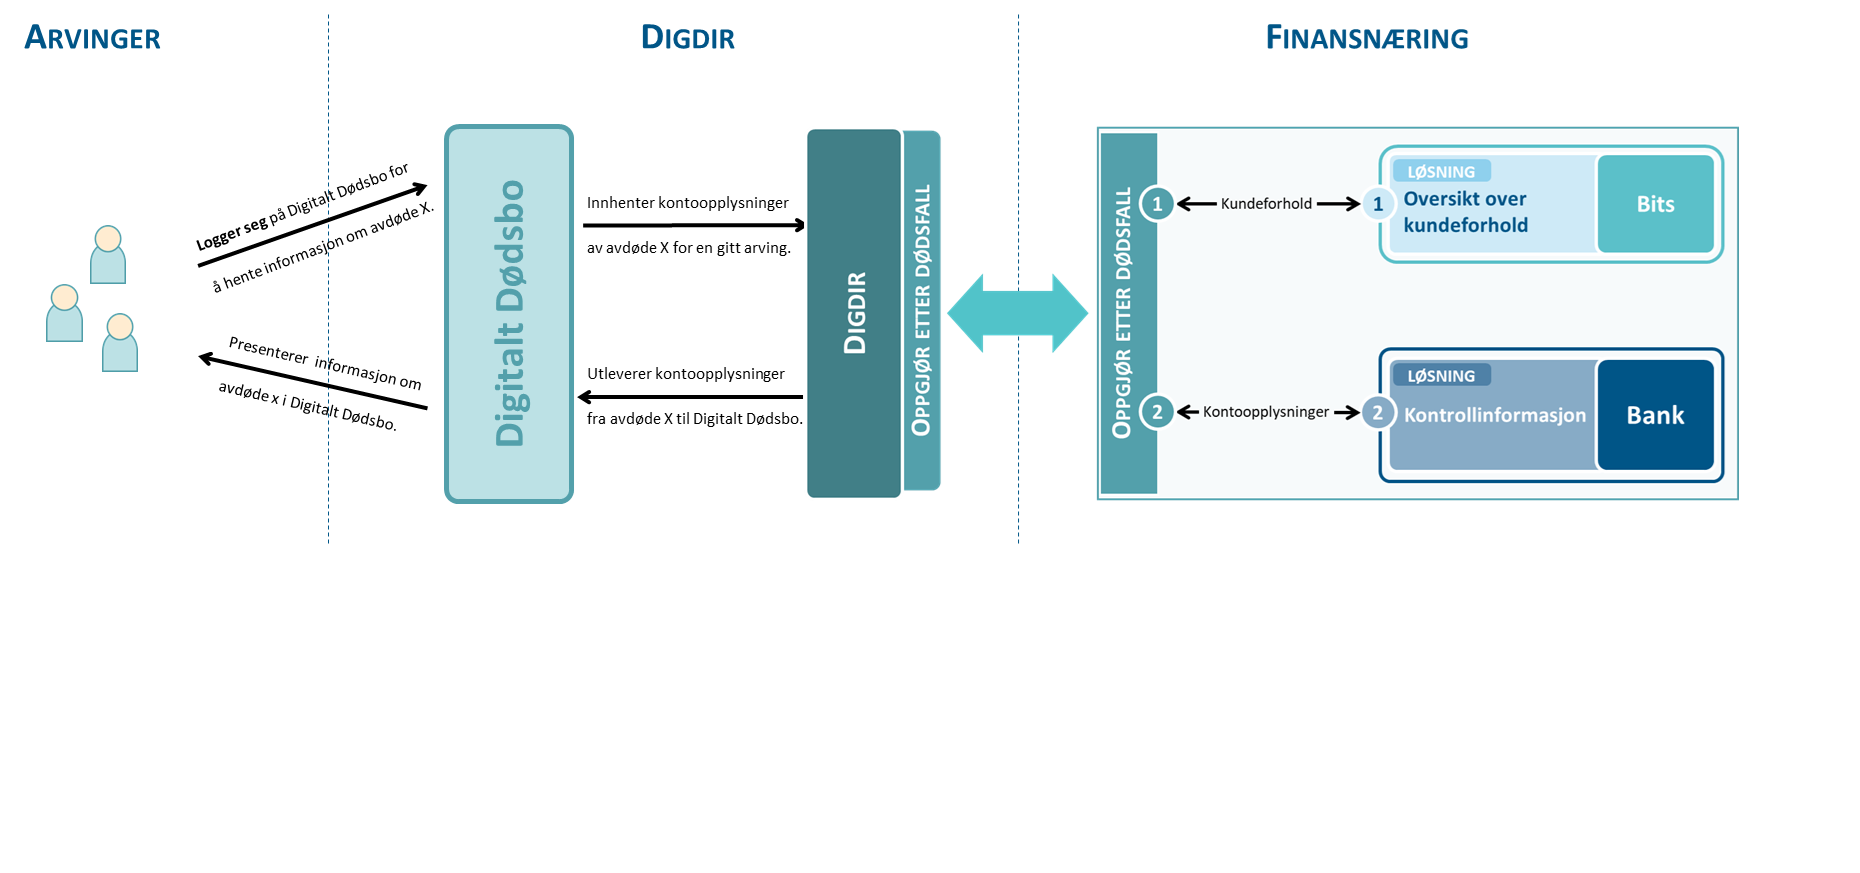 ARVINGER
DIGDIR
FINANSNÆRING
Logger seg på Digitalt Dødsbo for
å hente informasjon om avdøde X.
Presenterer  informasjon om
avdøde x i Digitalt Dødsbo.
Digitalt Dødsbo
Innhenter kontoopplysninger
av avdøde X for en gitt arving.
Utleverer kontoopplysninger
fra avdøde X til Digitalt Dødsbo.
DIGDIR
OPPGJØR ETTER DØDSFALL
OPPGJØR ETTER DØDSFALL
1
Kundeforhold
1
LØSNING
Oversikt over
kundeforhold
Bits
2
Kontoopplysninger
2
LØSNING
Kontrollinformasjon
Bank